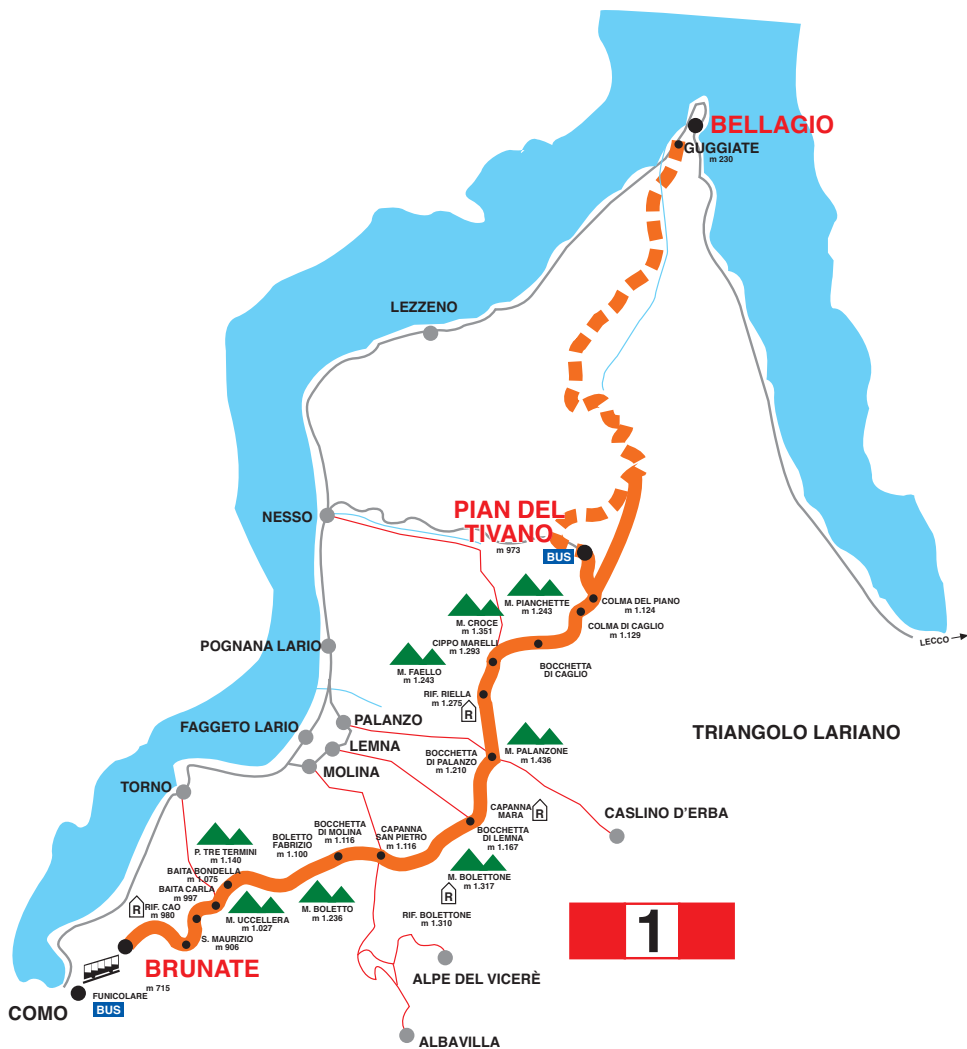 BELLAGIO
GUGGIATE
m 230
LEZZENO
NESSO
PIAN DEL
TIVANO
m 973
BUS
M. PIANCHETTE
m 1.243
COLMA DEL PIANO
m 1.124
COLMA DI CAGLIO
m 1.129
M. CROCE
m 1.351
CIPPO MARELLI
m 1.293
BOCCHETTA
DI CAGLIO
LECCO
POGNANA LARIO
M. FAELLO
m 1.243
RIF. RIELLA
m 1.275
R
PALANZO
FAGGETO LARIO
LEMNA
MOLINA
BOCCHETTA
DI PALANZO
m 1.210
M. PALANZONE
m 1.436
TRIANGOLO LARIANO
TORNO
CAPANNA
MARA
R
CASLINO D'ERBA
BOCCHETTA
DI LEMNA
m 1.167
P. TRE TERMINI
m 1.140
BOLETTO
FABRIZIO
m 1.100
BOCCHETTA
DI MOLINA
m 1.116
CAPANNA
SAN PIETRO
m 1.116
M. BOLETTONE
m 1.317
BAITA BONDELLA
m 1.075
BAITA CARLA
m 997
R
RIF. CAO
m 980
M. UCCELLERA
m 1.027
M. BOLETTO
m 1.236
R
RIF. BOLETTONE
m 1.310
1
S. MAURIZIO
m 906
BRUNATE
m 715
ALPE DEL VICERÈ
COMO
FUNICOLARE
BUS
ALBAVILLA